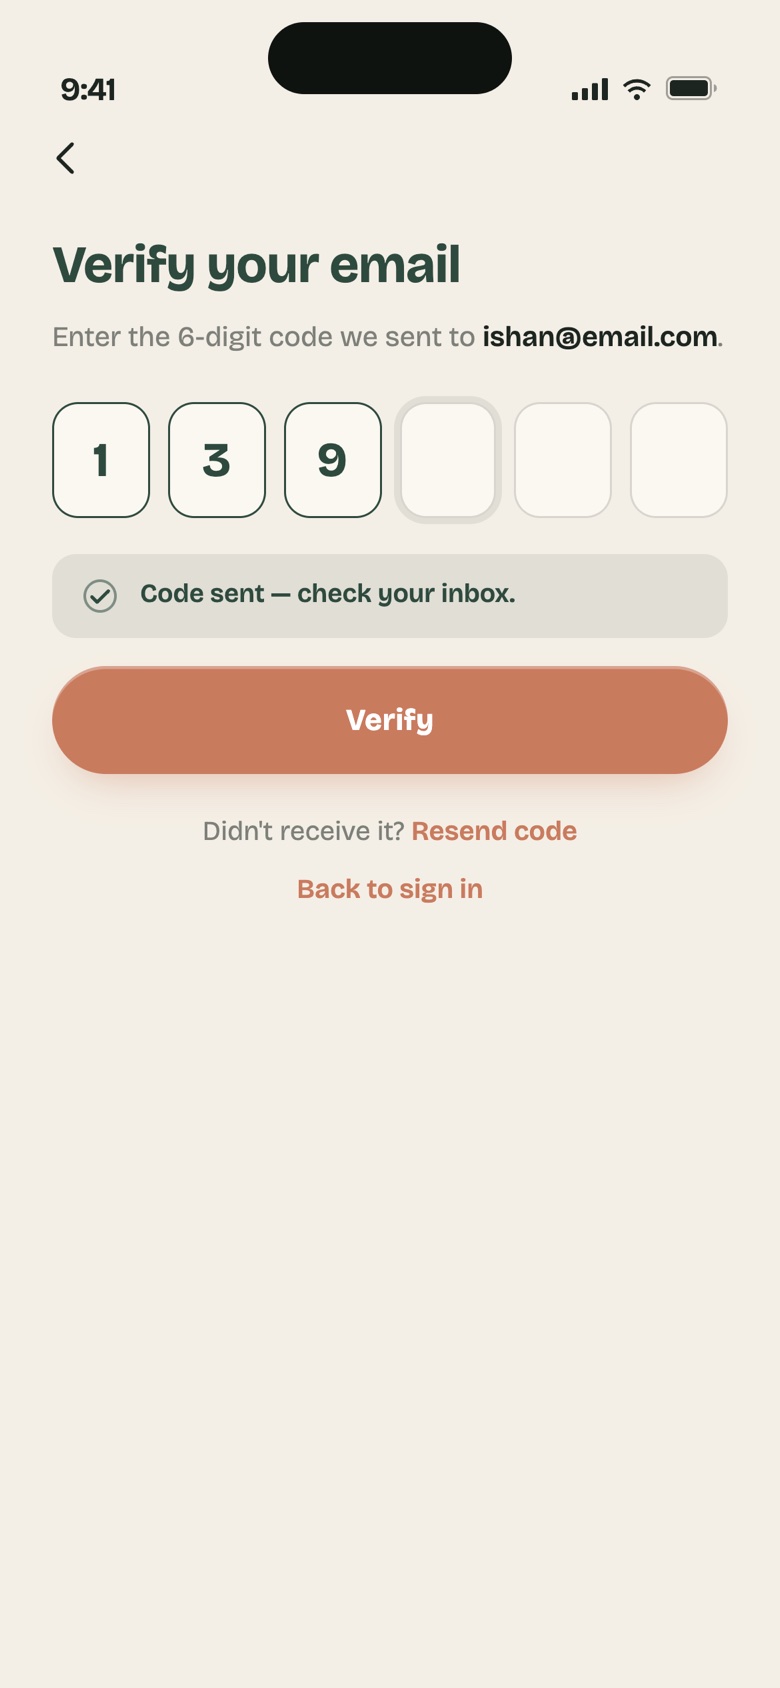 9:41
Verify your email
Enter the 6-digit code we sent to ishan@email.com.
1 3 9
Code sent — check your inbox.
Verify
Didn't receive it? Resend code
Back to sign in